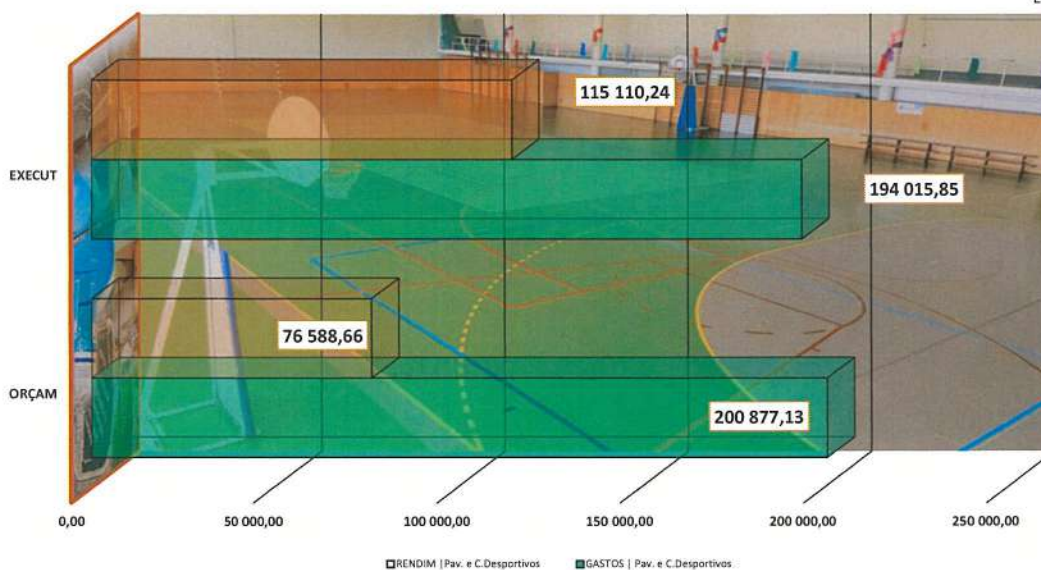 115 110,24
EXECUT
194 015,85
76 588,66
ORÇAM
200 877,13
0,00 50 000,00 100 000,00 150 000,00 200 000,00 250 000,00
RENDIM | Pav. e C.Desportivos GASTOS | Pav. e C.Desportivos